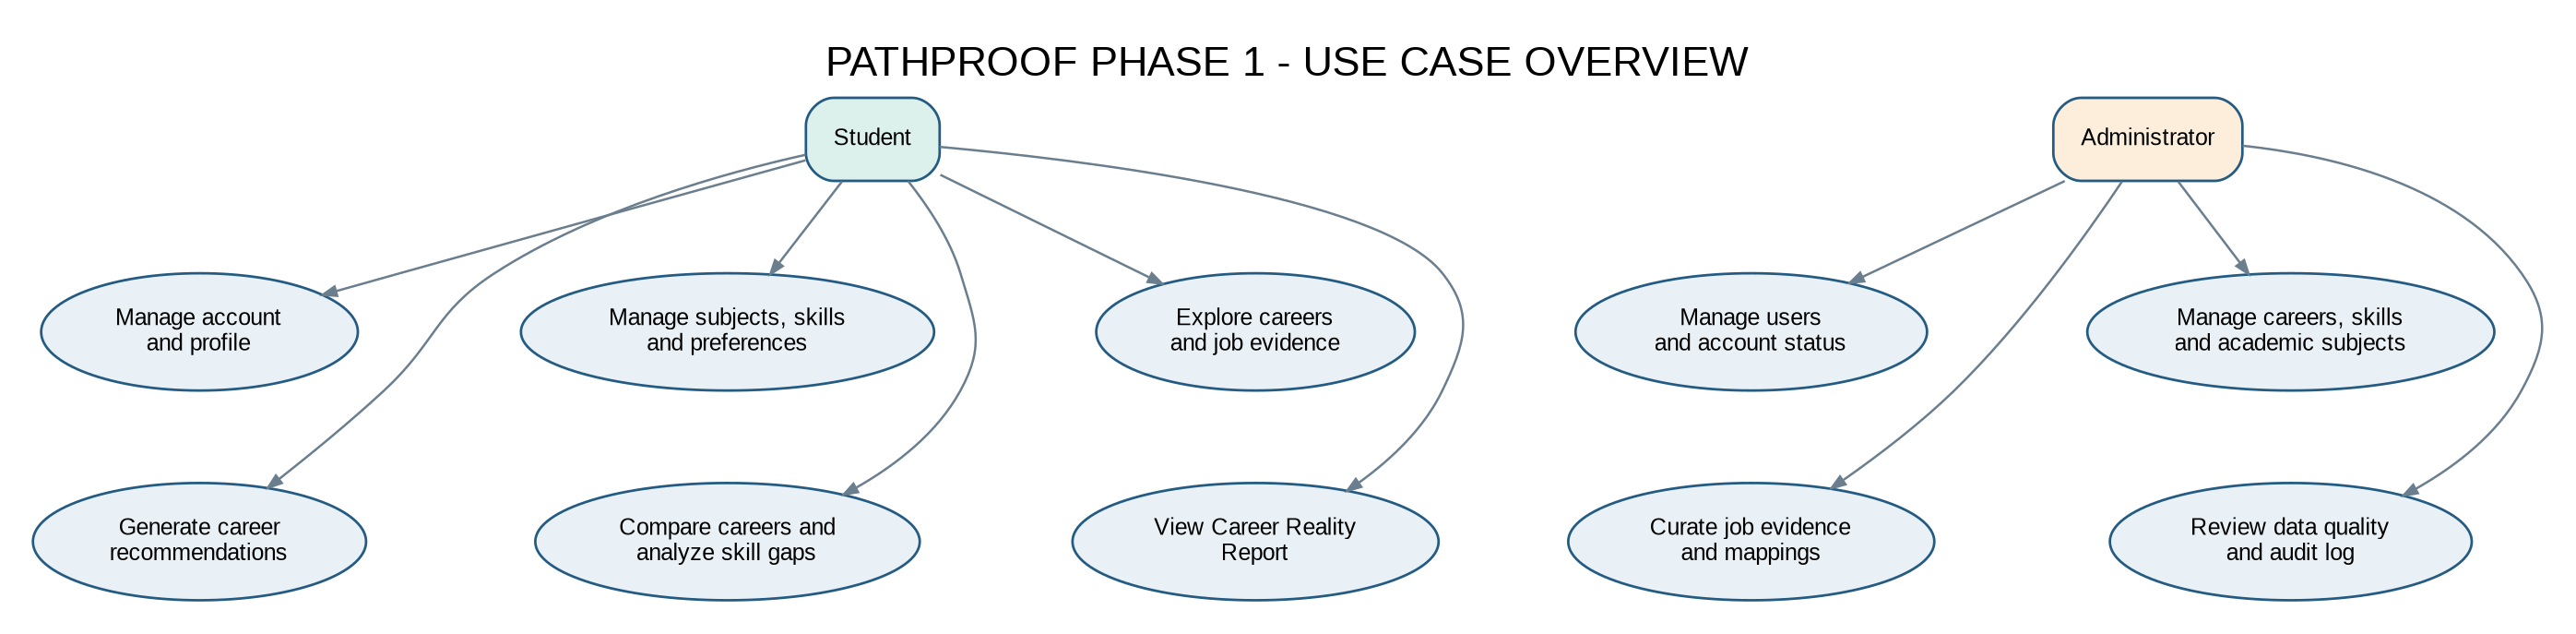 PATHPROOF PHASE 1 - USE CASE OVERVIEW
Student
Administrator
Manage account
and profile
Manage subjects, skills
and preferences
Explore careers
and job evidence
Manage users
and account status
Manage careers, skills
and academic subjects
Generate career
recommendations
Compare careers and
analyze skill gaps
View Career Reality
Report
Curate job evidence
and mappings
Review data quality
and audit log